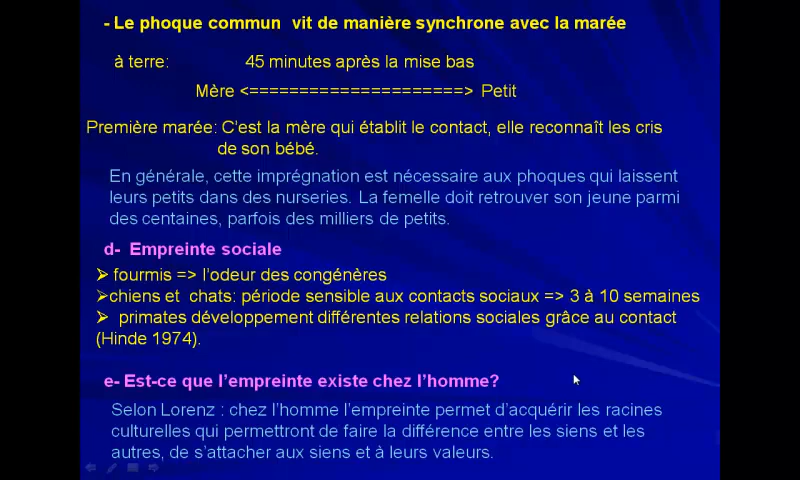 - Le phoque commun vit de manière synchrone avec la marée
à terre: 45 minutes après la mise bas
Mère <=====================> Petit
Première marée: C'est la mère qui établit le contact, elle reconnaît les cris
de son bébé.
En générale, cette imprégnation est nécessaire aux phoques qui laissent
leurs petits dans des nurseries. La femelle doit retrouver son jeune parmi
des centaines, parfois des milliers de petits.
d- Empreinte sociale
➢ fourmis => l'odeur des congénères
➢chiens et chats: période sensible aux contacts sociaux => 3 à 10 semaines
➢ primates développement différentes relations sociales grâce au contact
(Hinde 1974).
e- Est-ce que l'empreinte existe chez l'homme?
Selon Lorenz : chez l'homme l'empreinte permet d'acquérir les racines
culturelles qui permettront de faire la différence entre les siens et les
autres, de s'attacher aux siens et à leurs valeurs.